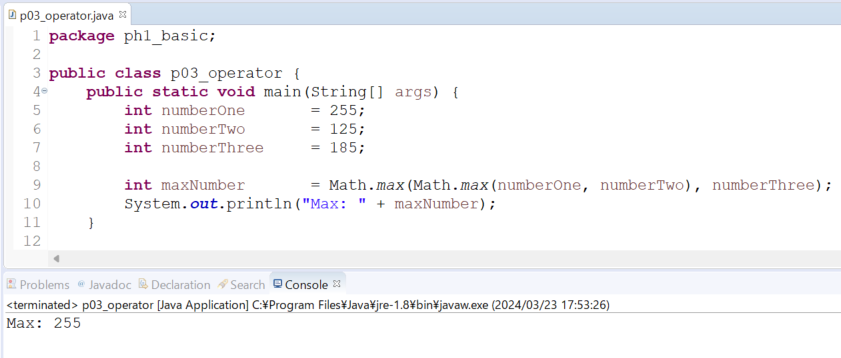 p03_operator.java
1 package ph1_basic;
2
3 public class p03_operator {
4     public static void main(String[] args) {
5         int numberOne       = 255;
6         int numberTwo       = 125;
7         int numberThree     = 185;
8
9         int maxNumber       = Math.max(Math.max(numberOne, numberTwo), numberThree);
10         System.out.println("Max: " + maxNumber);
11     }
12
Problems Javadoc Declaration Search Console
<terminated> p03_operator [Java Application] C:¥Program Files¥Java¥jre-1.8¥bin¥javaw.exe (2024/03/23 17:53:26)
Max: 255